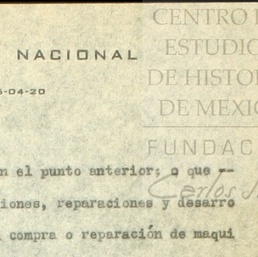 CENTRO
ESTUDIO
DE HISTOR
DE MEXIC
FUNDAC
Carlos S
NACIONAL
-04-20
n el punto anterior; o que --
iones, reparaciones y desarro
compra o reparación de maqui